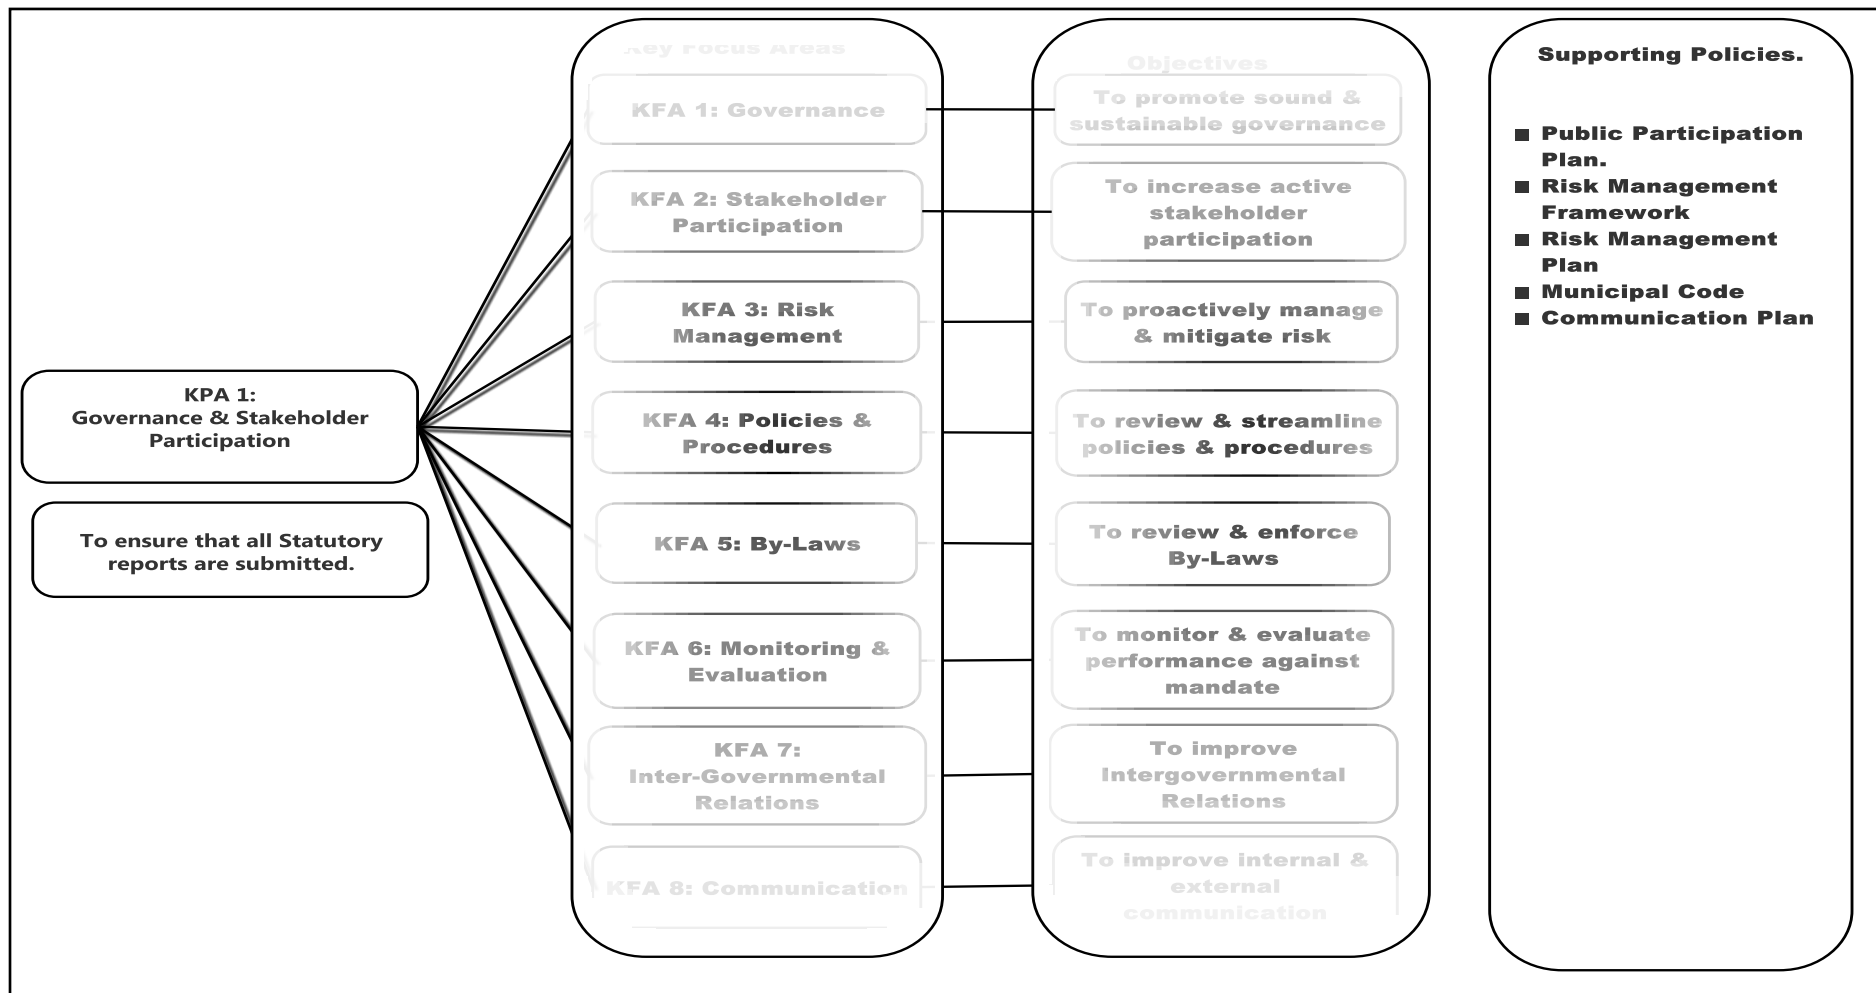 KPA 1:
Governance & Stakeholder
Participation
To ensure that all Statutory
reports are submitted.
Key Focus Areas
KFA 1: Governance
KFA 2: Stakeholder
Participation
KFA 3: Risk
Management
KFA 4: Policies &
Procedures
KFA 5: By-Laws
KFA 6: Monitoring &
Evaluation
KFA 7:
Inter-Governmental
Relations
KFA 8: Communication
Objectives
To promote sound &
sustainable governance
To increase active
stakeholder
participation
To proactively manage
& mitigate risk
To review & streamline
policies & procedures
To review & enforce
By-Laws
To monitor & evaluate
performance against
mandate
To improve
Intergovernmental
Relations
To improve internal &
external
communication
Supporting Policies.
■ Public Participation
Plan.
■ Risk Management
Framework
■ Risk Management
Plan
■ Municipal Code
■ Communication Plan